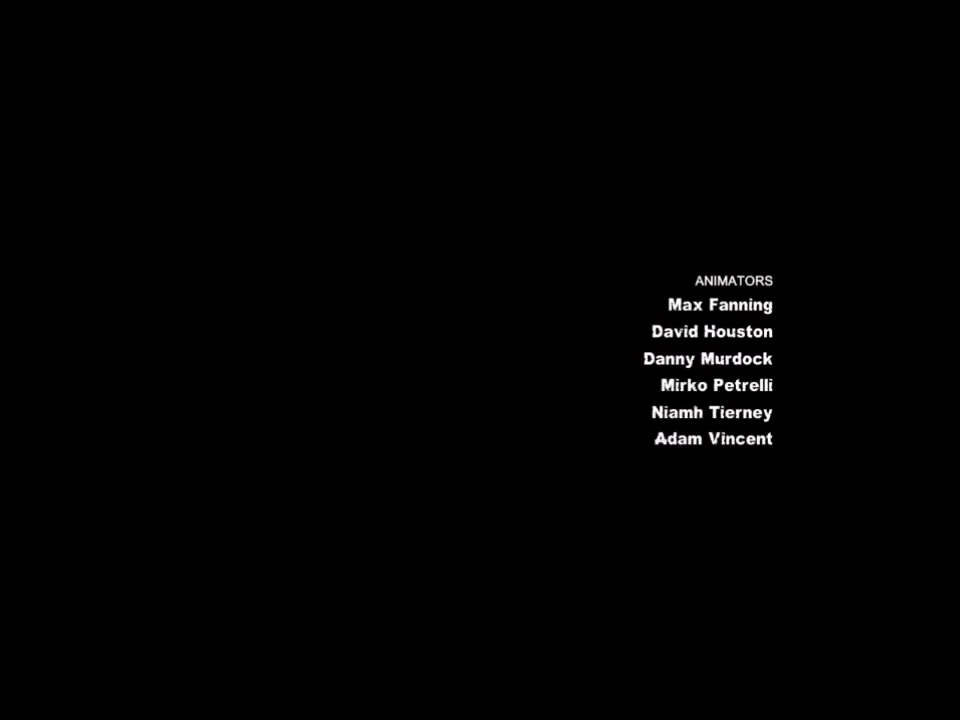 ANIMATORS
Max Fanning
David Houston
Danny Murdock
Mirko Petrelli
Niamh Tierney
Adam Vincent